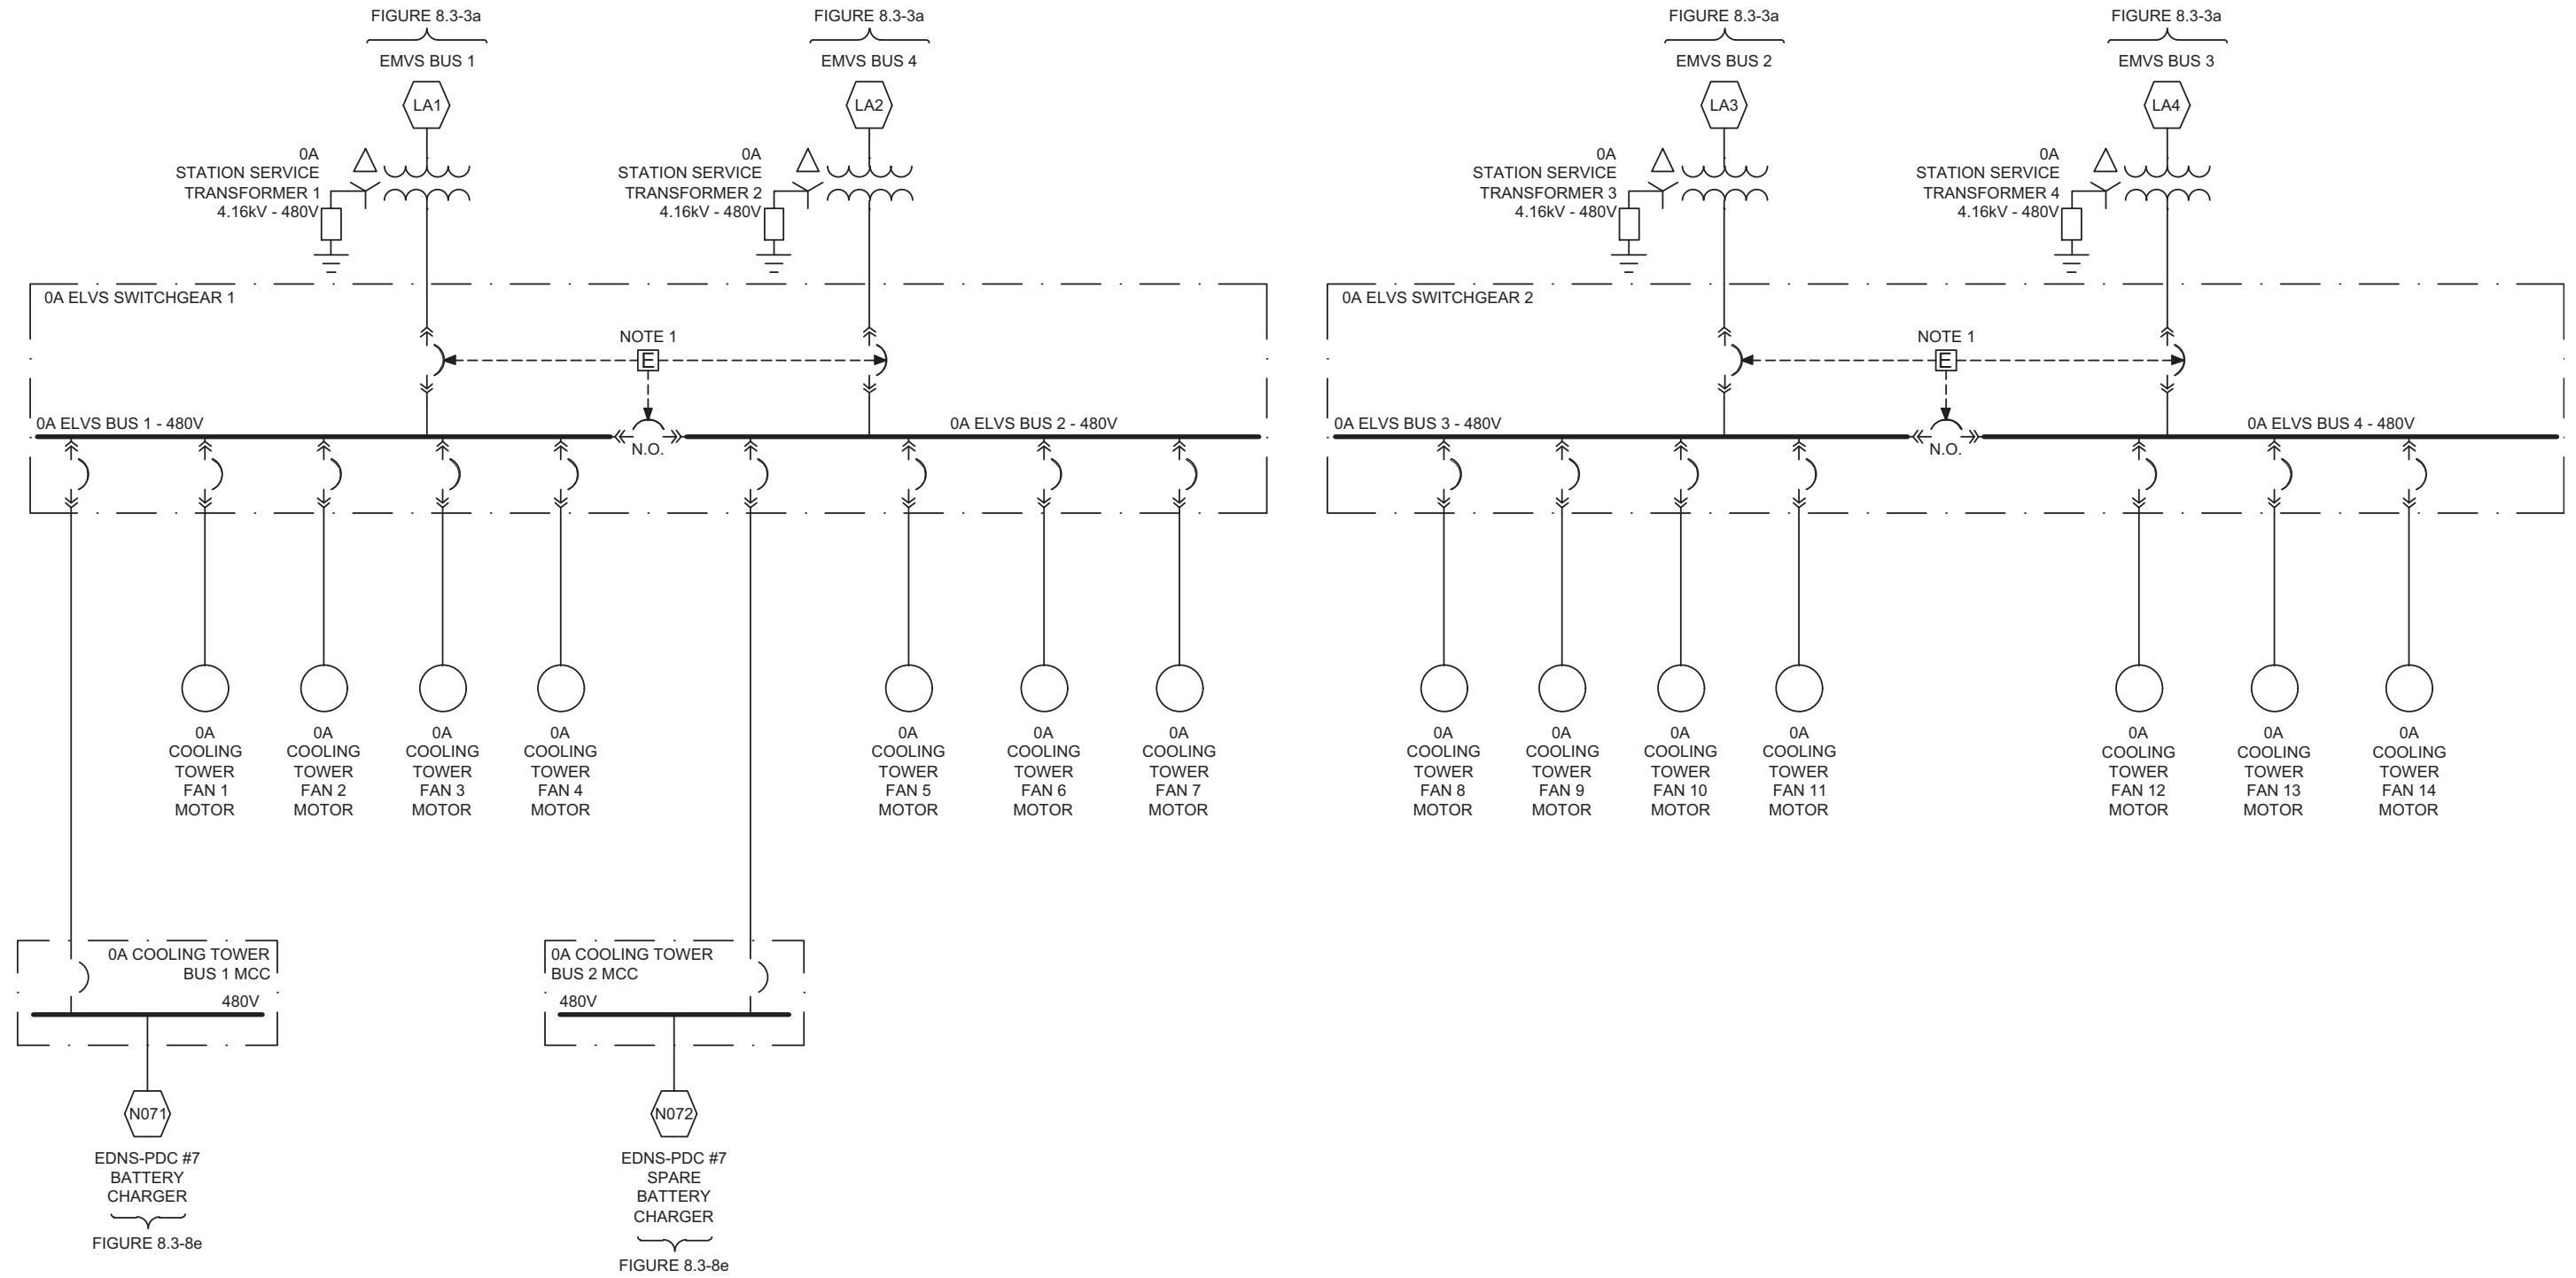 FIGURE 8.3-3a
EMVS BUS 1
LA1
0A
STATION SERVICE
TRANSFORMER 1
4.16kV - 480V
FIGURE 8.3-3a
EMVS BUS 4
LA2
0A
STATION SERVICE
TRANSFORMER 2
4.16kV - 480V
FIGURE 8.3-3a
EMVS BUS 2
LA3
0A
STATION SERVICE
TRANSFORMER 3
4.16kV - 480V
FIGURE 8.3-3a
EMVS BUS 3
LA4
0A
STATION SERVICE
TRANSFORMER 4
4.16kV - 480V
0A ELVS SWITCHGEAR 1
NOTE 1
E
0A ELVS BUS 1 - 480V
N.O.
0A ELVS BUS 2 - 480V
0A ELVS SWITCHGEAR 2
NOTE 1
E
0A ELVS BUS 3 - 480V
N.O.
0A ELVS BUS 4 - 480V
0A
COOLING
TOWER
FAN 1
MOTOR
0A
COOLING
TOWER
FAN 2
MOTOR
0A
COOLING
TOWER
FAN 3
MOTOR
0A
COOLING
TOWER
FAN 4
MOTOR
0A
COOLING
TOWER
FAN 5
MOTOR
0A
COOLING
TOWER
FAN 6
MOTOR
0A
COOLING
TOWER
FAN 7
MOTOR
0A
COOLING
TOWER
FAN 8
MOTOR
0A
COOLING
TOWER
FAN 9
MOTOR
0A
COOLING
TOWER
FAN 10
MOTOR
0A
COOLING
TOWER
FAN 11
MOTOR
0A
COOLING
TOWER
FAN 12
MOTOR
0A
COOLING
TOWER
FAN 13
MOTOR
0A
COOLING
TOWER
FAN 14
MOTOR
0A COOLING TOWER
BUS 1 MCC
480V
N071
EDNS-PDC #7
BATTERY
CHARGER
FIGURE 8.3-8e
0A COOLING TOWER
BUS 2 MCC
480V
N072
EDNS-PDC #7
SPARE
BATTERY
CHARGER
FIGURE 8.3-8e